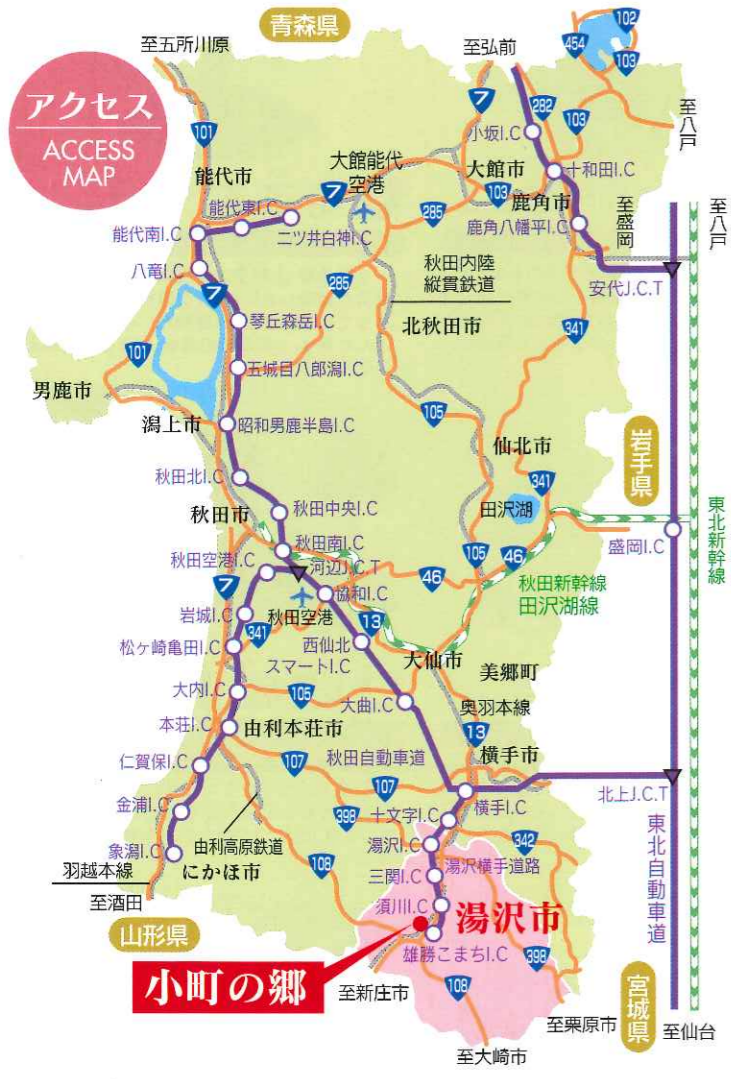 青森県
至五所川原
至弘前
アクセス
ACCESS
MAP
102
454
103
7
282
103
101
小坂I.C
至八戸
能代市
大館能代
空港
大館市
十和田I.C
7
103
鹿角市
能代東I.C
285
至盛岡
至八戸
能代南I.C
二ツ井白神I.C
鹿角八幡平I.C
八竜I.C
秋田内陸
縦貫鉄道
安代J.C.T
7
285
琴丘森岳I.C
北秋田市
341
101
五城目八郎潟I.C
男鹿市
105
潟上市
昭和男鹿半島I.C
仙北市
岩手県
秋田北I.C
341
秋田市
秋田中央I.C
田沢湖
東北新幹線
秋田南I.C
105
46
盛岡I.C
秋田空港I.C
河辺J.C.T
7
46
秋田新幹線
田沢湖線
協和I.C
岩城I.C
秋田空港
341
13
松ヶ崎亀田I.C
西仙北
スマートI.C
大仙市
美郷町
大内I.C
105
大曲I.C
奥羽本線
本荘I.C
由利本荘市
13
107
秋田自動車道
横手市
仁賀保I.C
107
北上J.C.T
横手I.C
金浦I.C
398
十文字I.C
342
東北自動車道
由利高原鉄道
湯沢I.C
象潟I.C
108
湯沢横手道路
羽越本線
にかほ市
三関I.C
至酒田
須川I.C
湯沢市
山形県
雄勝こまちI.C
398
小町の郷
108
宮城県
至新庄市
至栗原市
至仙台
至大崎市